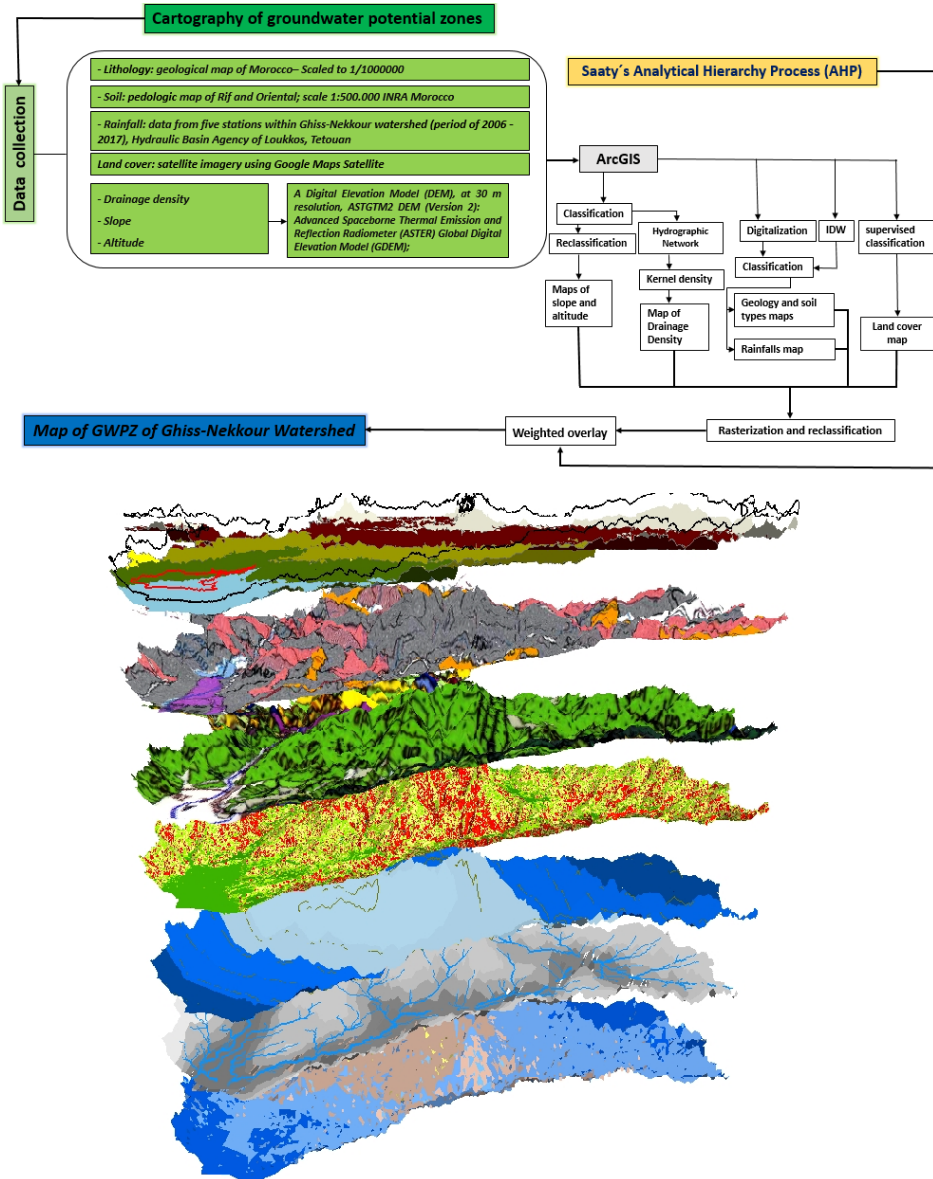 Cartography of groundwater potential zones
Data collection
- Lithology: geological map of Morocco– Scaled to 1/1000000
- Soil: pedologic map of Rif and Oriental; scale 1:500.000 INRA Morocco
- Rainfall: data from five stations within Ghiss-Nekkour watershed (period of 2006 -
2017), Hydraulic Basin Agency of Loukkos, Tetouan
Land cover: satellite imagery using Google Maps Satellite
- Drainage density
- Slope
- Altitude
A Digital Elevation Model (DEM), at 30 m
resolution, ASTGTM2 DEM (Version 2):
Advanced Spaceborne Thermal Emission and
Reflection Radiometer (ASTER) Global Digital
Elevation Model (GDEM);
Saaty´s Analytical Hierarchy Process (AHP)
ArcGIS
Classification
Reclassification
Maps of
slope and
altitude
Hydrographic
Network
Kernel density
Map of
Drainage
Density
Digitalization
IDW
Classification
Geology and soil
types maps
Rainfalls map
supervised
classification
Land cover
map
Rasterization and reclassification
Weighted overlay
Map of GWPZ of Ghiss-Nekkour Watershed